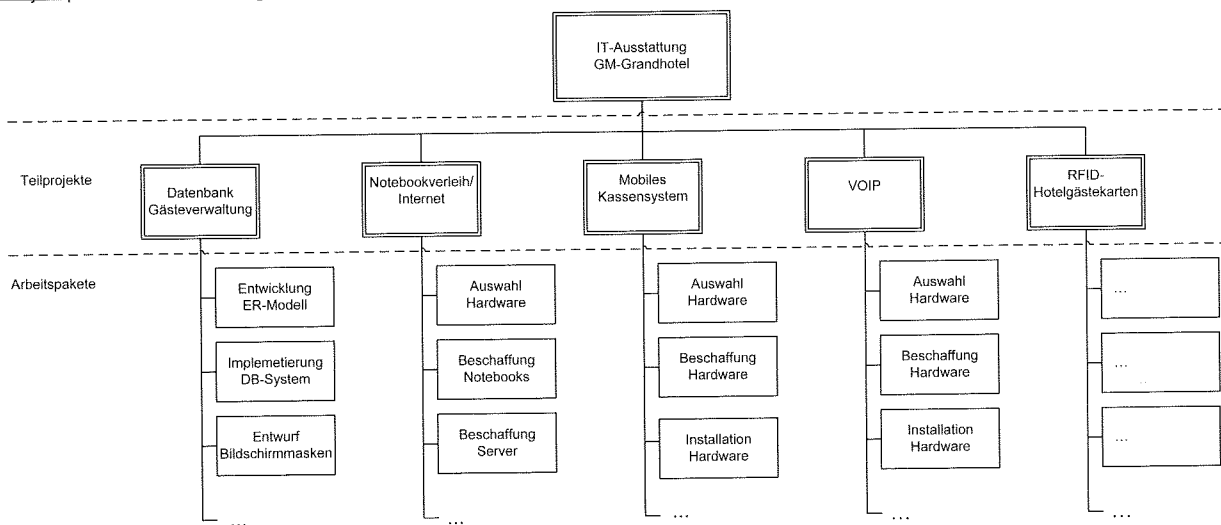 IT-Ausstattung
GM-Grandhotel
Teilprojekte
Datenbank
Gästeverwaltung
Notebookverleih/
Internet
Mobiles
Kassensystem
VOIP
RFID-
Hotelgästekarten
Arbeitspakete
Entwicklung
ER-Modell
Auswahl
Hardware
Auswahl
Hardware
Auswahl
Hardware
...
Implemetierung
DB-System
Beschaffung
Notebooks
Beschaffung
Hardware
Beschaffung
Hardware
...
Entwurf
Bildschirmmasken
Beschaffung
Server
Installation
Hardware
Installation
Hardware
...
...
...
...
...
...